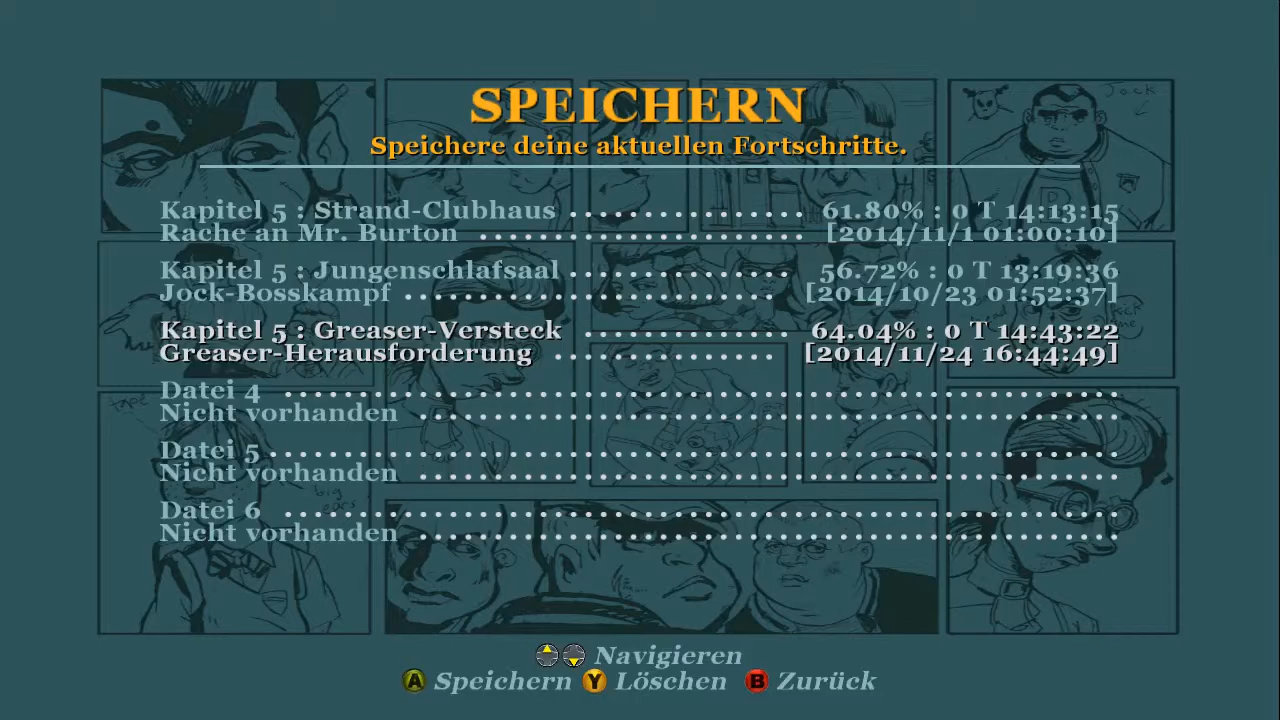 SPEICHERN
Speichere deine aktuellen Fortschritte.
Kapitel 5 : Strand-Clubhaus 61.80% : 0 T 14:13:15
Rache an Mr. Burton [2014/11/1 01:00:10]
Kapitel 5 : Jungenschlafsaal 56.72% : 0 T 13:19:36
Jock-Bosskampf [2014/10/23 01:52:37]
Kapitel 5 : Greaser-Versteck 64.04% : 0 T 14:43:22
Greaser-Herausforderung [2014/11/24 16:44:49]
Datei 4
Nicht vorhanden
Datei 5
Nicht vorhanden
Datei 6
Nicht vorhanden
Navigieren
A Speichern Y Löschen B Zurück
Jock
big ears